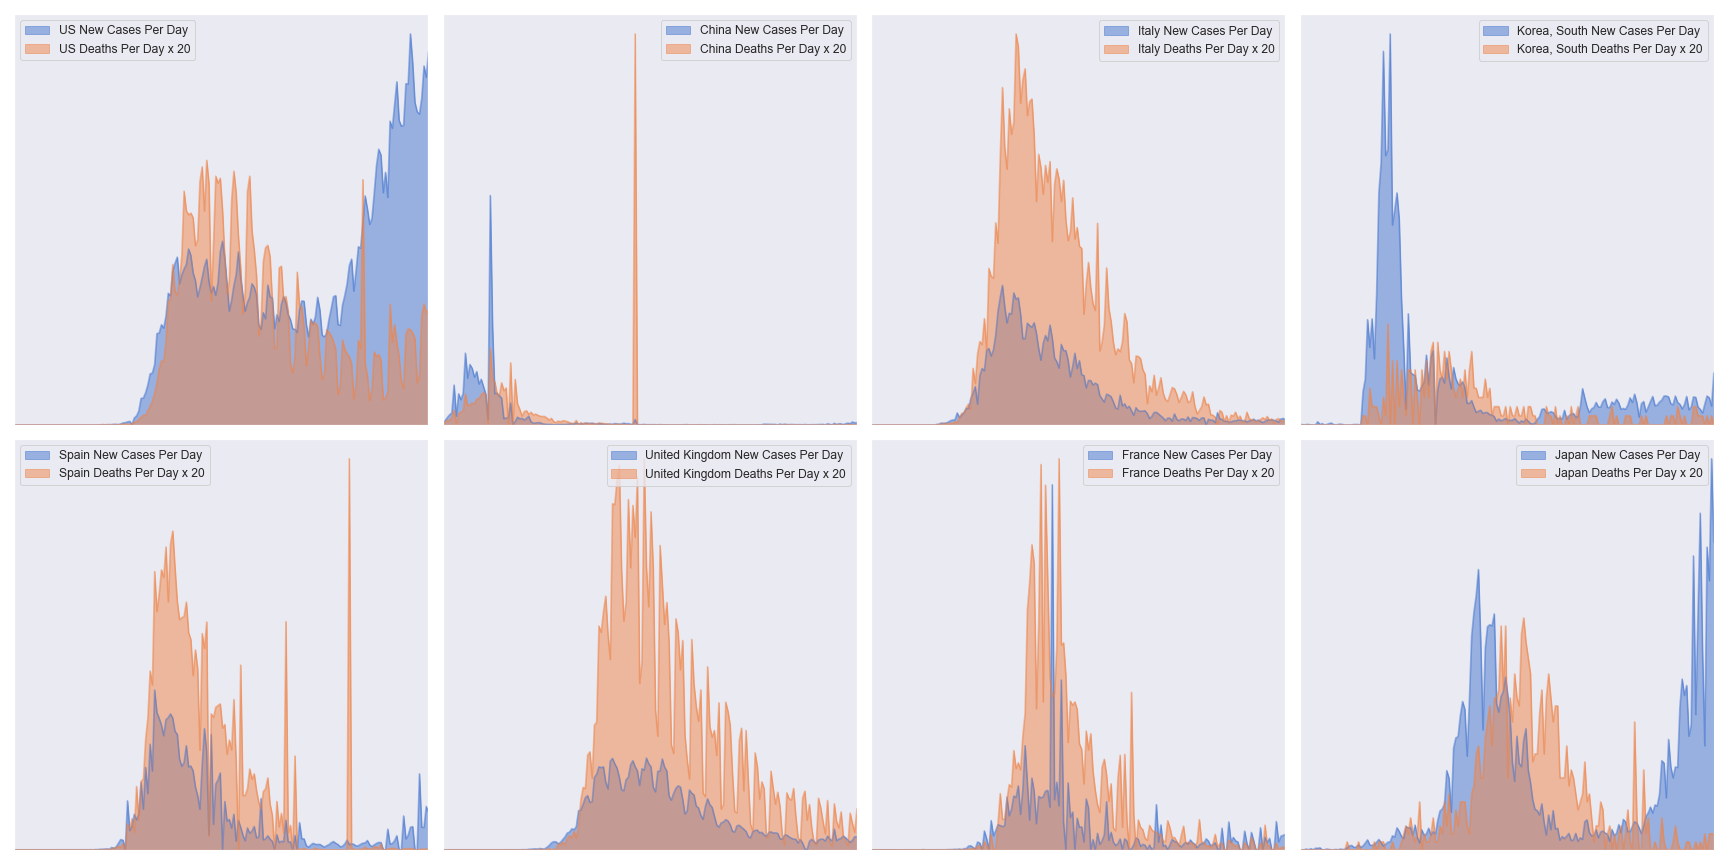 US New Cases Per Day
US Deaths Per Day x 20
China New Cases Per Day
China Deaths Per Day x 20
Italy New Cases Per Day
Italy Deaths Per Day x 20
Korea, South New Cases Per Day
Korea, South Deaths Per Day x 20
Spain New Cases Per Day
Spain Deaths Per Day x 20
United Kingdom New Cases Per Day
United Kingdom Deaths Per Day x 20
France New Cases Per Day
France Deaths Per Day x 20
Japan New Cases Per Day
Japan Deaths Per Day x 20